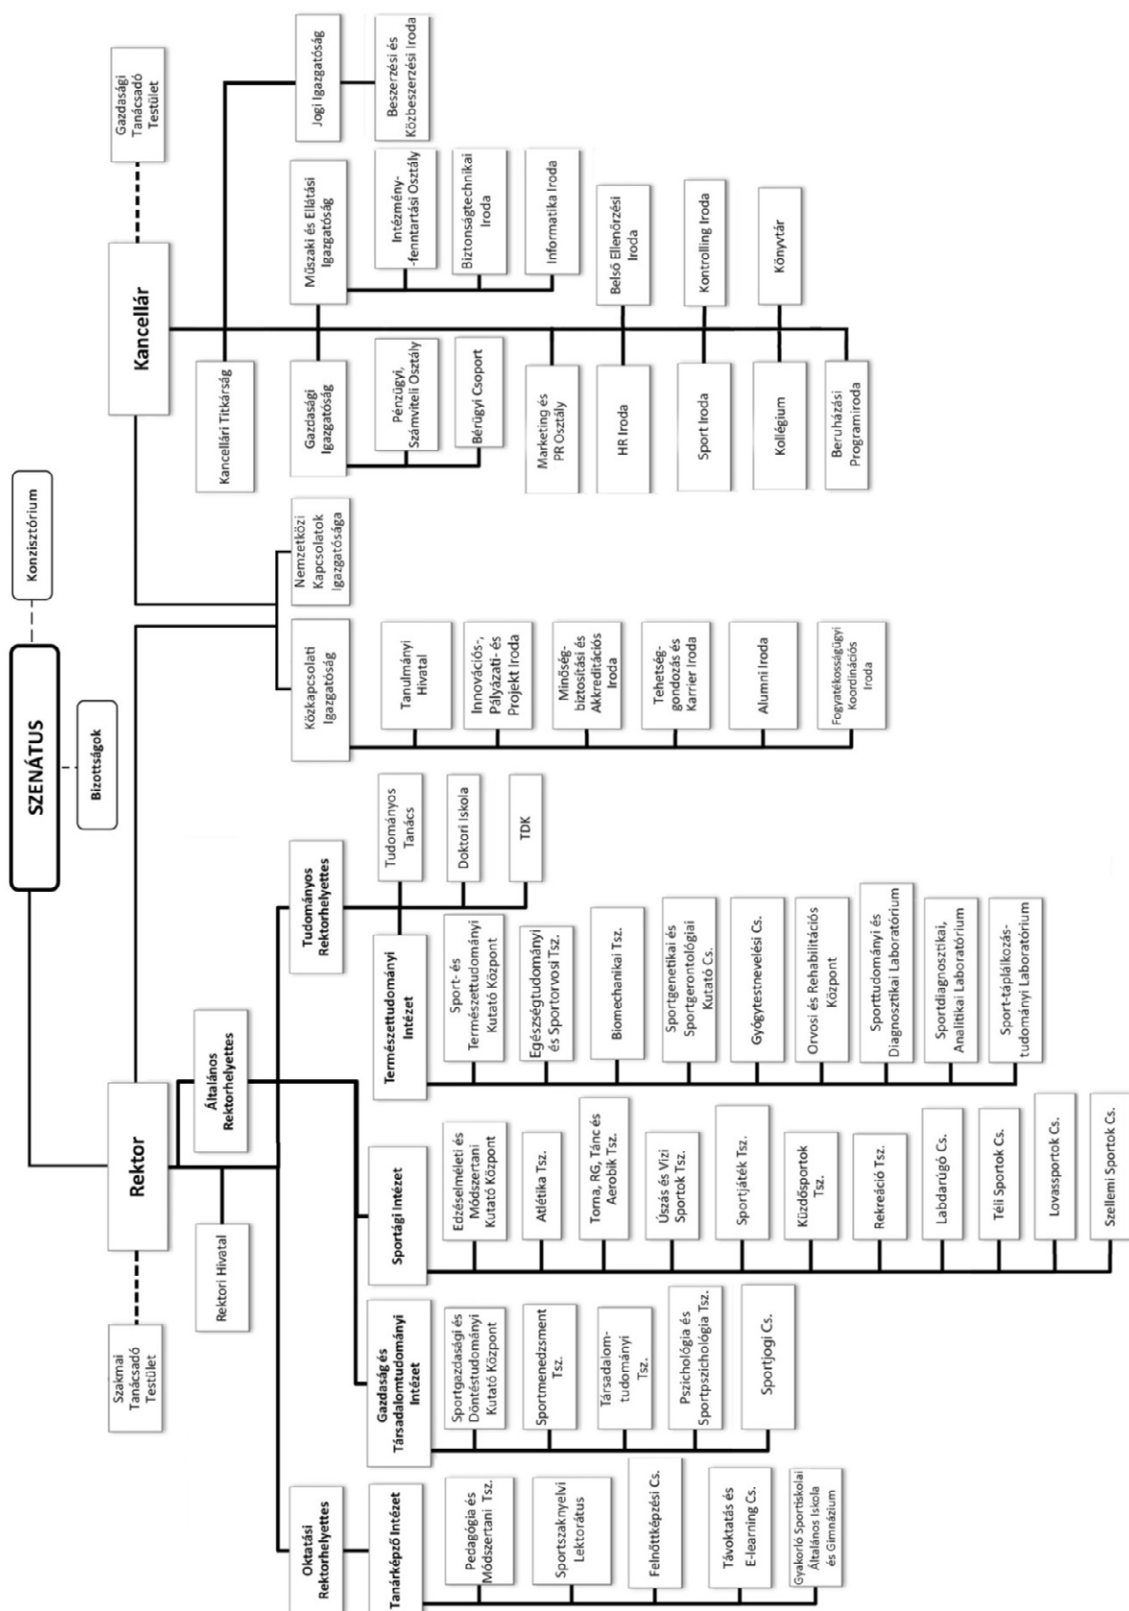 SZENÁTUS
Konzisztórium
Bizottságok
Szakmai
Tanácsadó
Testület
Rektor
Kancellár
Gazdasági
Tanácsadó
Testület
Rektori Hivatal
Általános
Rektorhelyettes
Kancellári Titkárság
Oktatási
Rektorhelyettes
Tudományos
Rektorhelyettes
Közkapcsolati
Igazgatóság
Nemzetközi
Kapcsolatok
Igazgatósága
Gazdasági
Igazgatóság
Műszaki és Ellátási
Igazgatóság
Jogi Igazgatóság
Tanárképző Intézet
Pedagógia és
Módszertani Tsz.
Sportszaknyelvi
Lektorátus
Felnőttképzési Cs.
Távoktatás és
E-learning Cs.
Gyakorló Sportiskolai
Általános Iskola
és Gimnázium
Gazdaság és
Társadalomtudományi
Intézet
Sportgazdasági és
Döntéstudományi
Kutató Központ
Sportmenedzsment
Tsz.
Társadalom-
tudományi
Tsz.
Pszichológia és
Sportpszichológia Tsz.
Sportjogi Cs.
Sportági Intézet
Edzéselméleti és
Módszertani
Kutató Központ
Atlétika Tsz.
Torna, RG, Tánc és
Aerobik Tsz.
Úszás és Vizi
Sportok Tsz.
Sportjáték Tsz.
Küzdősportok
Tsz.
Rekreáció Tsz.
Labdarúgó Cs.
Téli Sportok Cs.
Lovassportok Cs.
Szellemi Sportok Cs.
Természettudományi
Intézet
Sport- és
Természettudományi
Kutató Központ
Egészségtudományi
és Sportorvosi Tsz.
Biomechanikai Tsz.
Sportgenetikai és
Sportgerontológiai
Kutató Cs.
Gyógytestnevelési Cs.
Orvosi és Rehabilitációs
Központ
Sporttudományi és
Diagnosztikai Laboratórium
Sportdiagnosztikai,
Analitikai Laboratórium
Sport-táplálkozás-
tudományi Laboratórium
Tudományos
Tanács
Doktori Iskola
TDK
Tanulmányi
Hivatal
Innovációs-,
Pályázati- és
Projekt Iroda
Minőség-
biztosítási és
Akkreditációs
Iroda
Tehetség-
gondozás és
Karrier Iroda
Alumni Iroda
Fogyatékosságügyi
Koordinációs
Iroda
Pénzügyi,
Számviteli Osztály
Bérügyi Csoport
Intézmény-
-fenntartási Osztály
Biztonságtechnikai
Iroda
Informatika Iroda
Beszerzési és
Közbeszerzési Iroda
Marketing és
PR Osztály
HR Iroda
Belső Ellenőrzési
Iroda
Sport Iroda
Kontrolling Iroda
Kollégium
Könyvtár
Beruházási
Programiroda